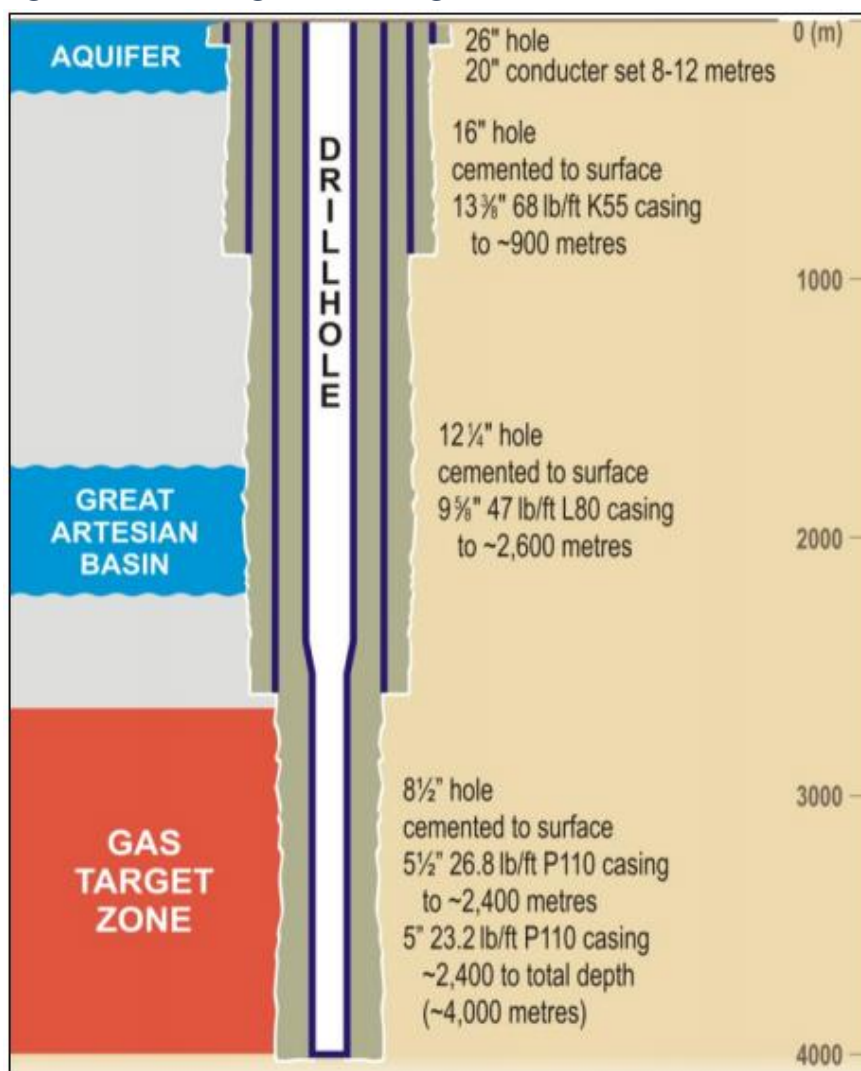 AQUIFER
GREAT
ARTESIAN
BASIN
GAS
TARGET
ZONE
DRILLHOLE
26" hole
20" conducter set 8-12 metres
16" hole
cemented to surface
13⅜" 68 lb/ft K55 casing
to ~900 metres
12¼" hole
cemented to surface
9⅝" 47 lb/ft L80 casing
to ~2,600 metres
8½” hole
cemented to surface
5½” 26.8 lb/ft P110 casing
to ~2,400 metres
5” 23.2 lb/ft P110 casing
~2,400 to total depth
(~4,000 metres)
0 (m)
1000
2000
3000
4000